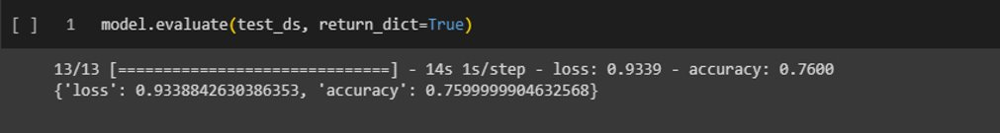 [ ] 1 model.evaluate(test_ds, return_dict=True)
13/13 [==============================] - 14s 1s/step - loss: 0.9339 - accuracy: 0.7600
{'loss': 0.9338842630386353, 'accuracy': 0.7599999904632568}